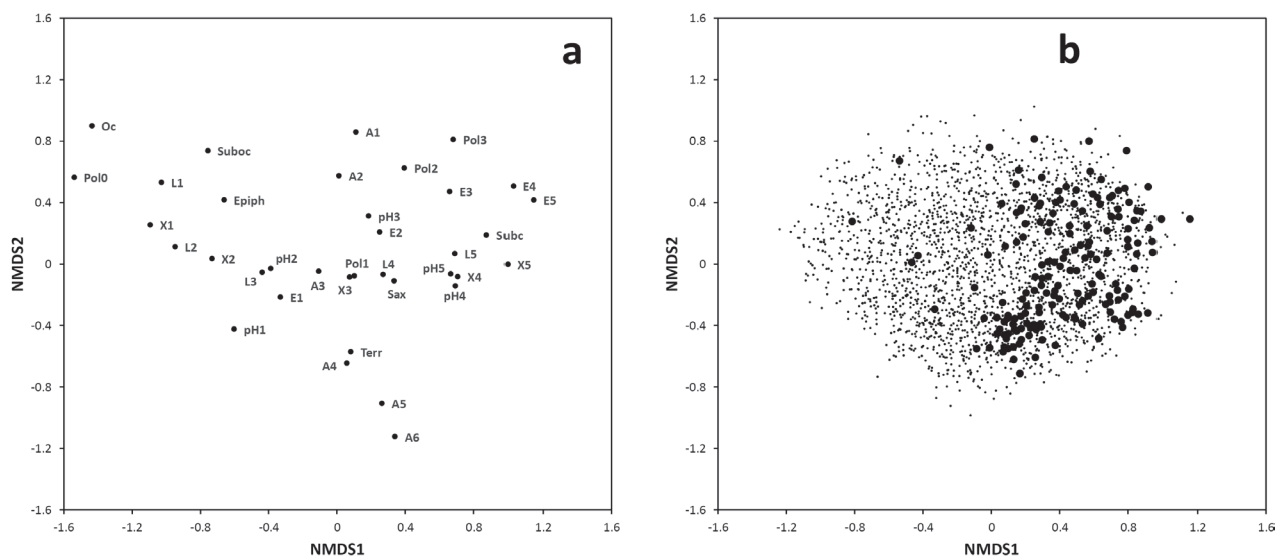 a
NMDS2
1.6
1.2
0.8
0.4
0
-0.4
-0.8
-1.2
-1.6
-1.6 -1.2 -0.8 -0.4 0 0.4 0.8 1.2 1.6
NMDS1
Oc
A1
Pol3
Suboc
Pol2
Pol0
L1
A2
E4
E3
E5
Epiph
pH3
X1
E2
Subc
L2
X2
pH2
L5
L3
A3
Pol1
X3
L4
Sax
pH5
X4
X5
pH4
E1
pH1
Terr
A4
A5
A6
b
NMDS2
1.6
1.2
0.8
0.4
0
-0.4
-0.8
-1.2
-1.6
-1.6 -1.2 -0.8 -0.4 0 0.4 0.8 1.2 1.6
NMDS1